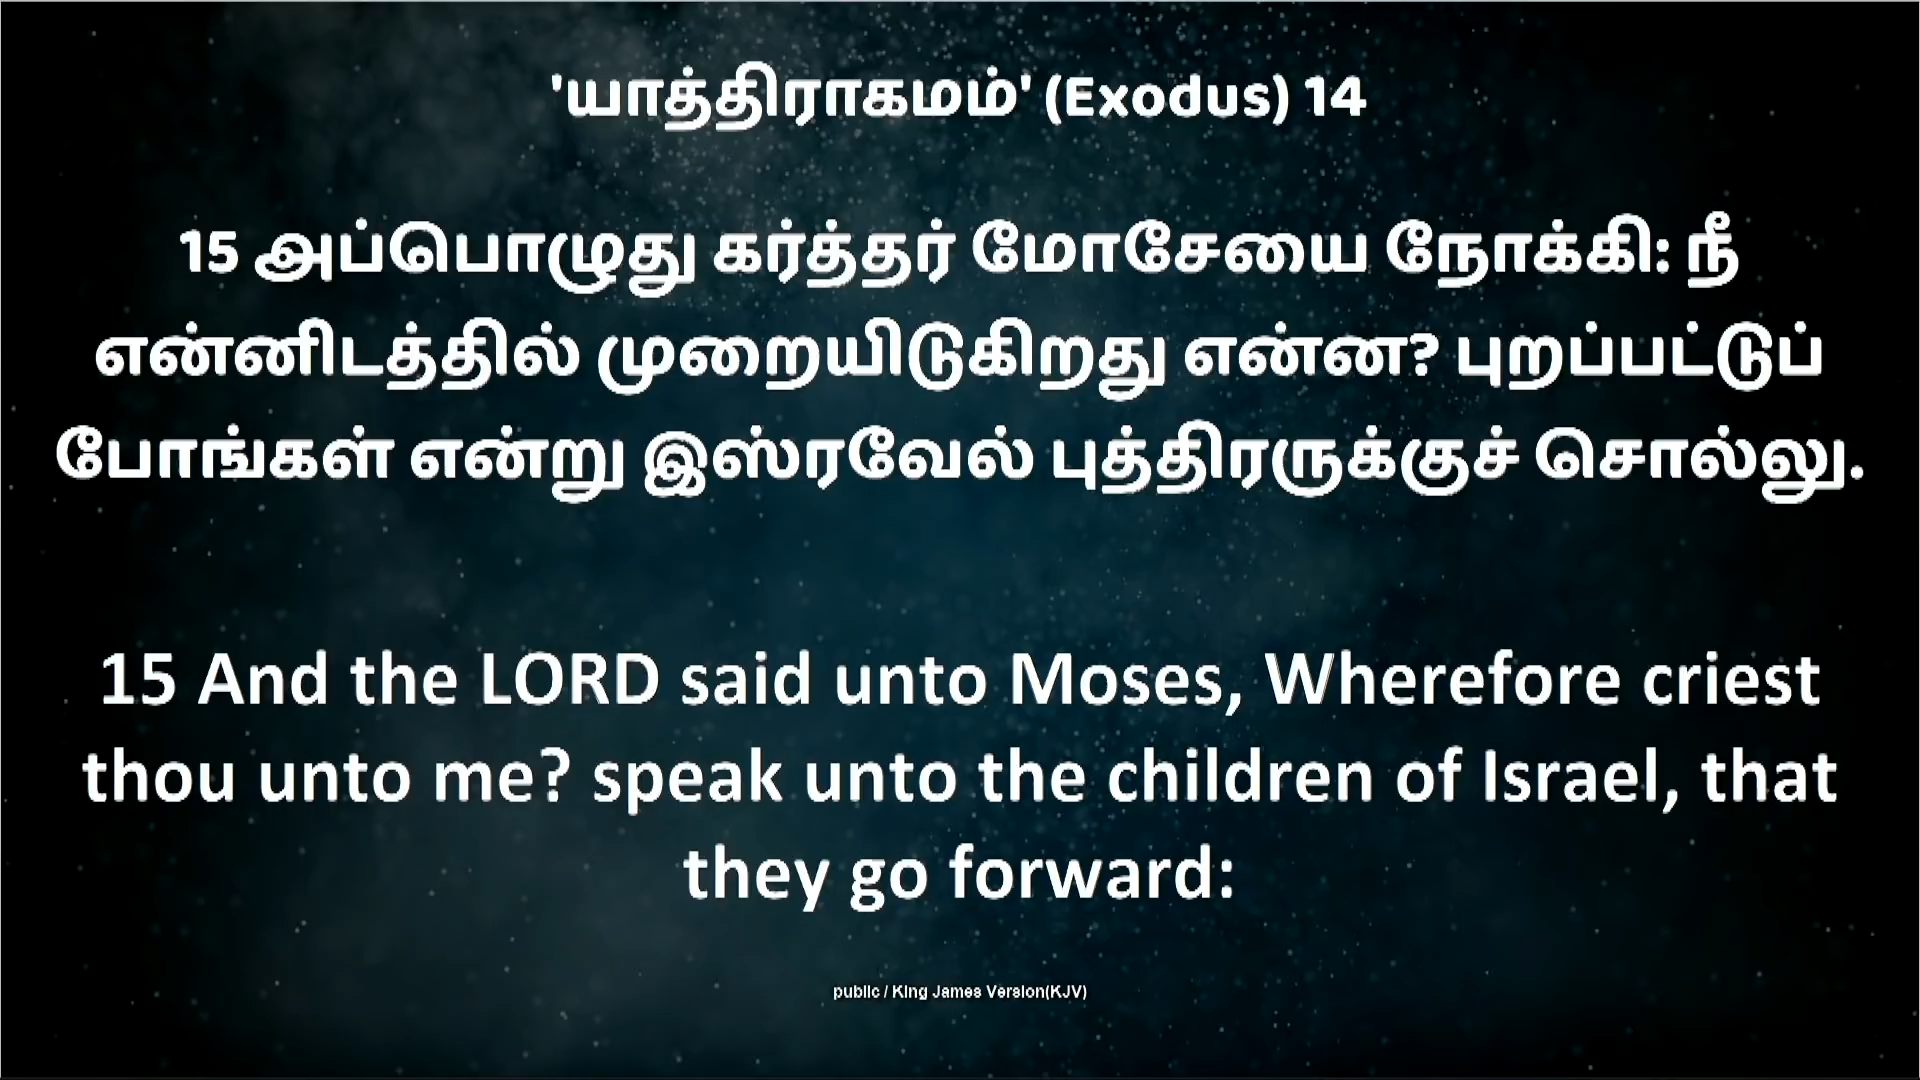 'யாத்திராகமம்' (Exodus) 14
15 அப்பொழுது கர்த்தர் மோசேயை நோக்கி: நீ
என்னிடத்தில் முறையிடுகிறது என்ன? புறப்பட்டுப்
போங்கள் என்று இஸ்ரவேல் புத்திரருக்குச் சொல்லு.
15 And the LORD said unto Moses, Wherefore criest
thou unto me? speak unto the children of Israel, that
they go forward:
public / King James Version(KJV)